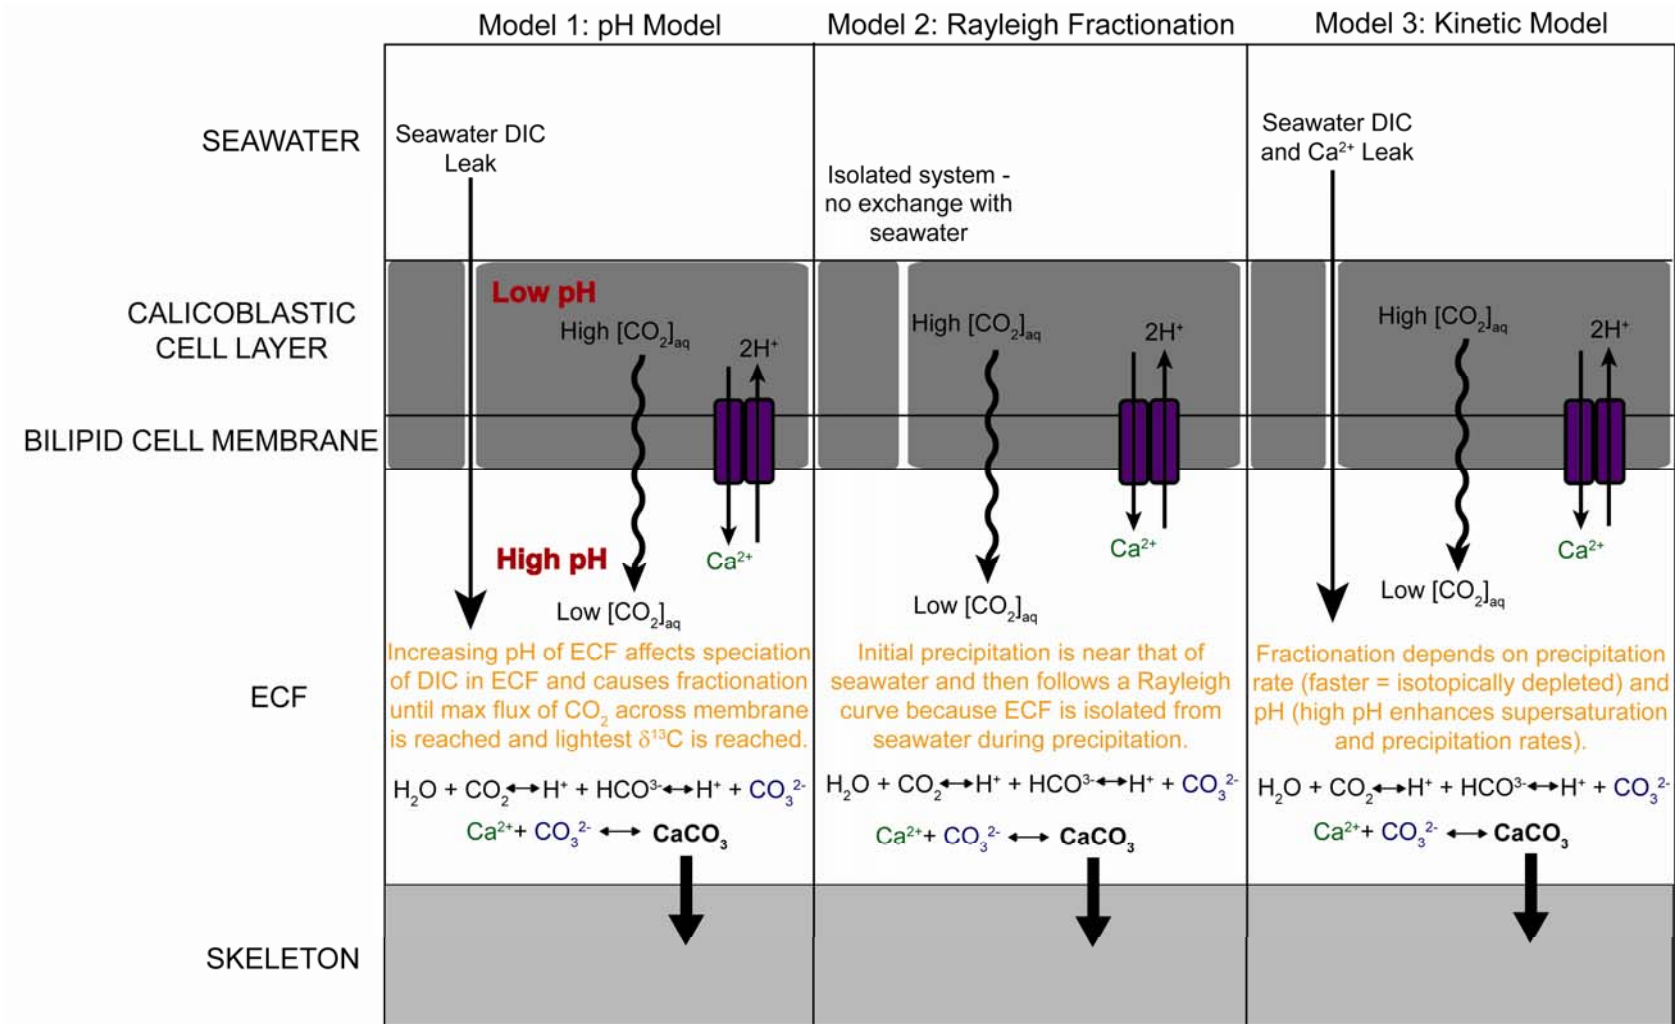 Model 1: pH Model
Model 2: Rayleigh Fractionation
Model 3: Kinetic Model
SEAWATER
Seawater DIC
Leak
Isolated system -
no exchange with
seawater
Seawater DIC
and Ca²⁺ Leak
CALICOBLASTIC
CELL LAYER
Low pH
High [CO₂]aq
2H⁺
High [CO₂]aq
2H⁺
High [CO₂]aq
2H⁺
BILIPID CELL MEMBRANE
High pH
Ca²⁺
Low [CO₂]aq
Ca²⁺
Low [CO₂]aq
Ca²⁺
Low [CO₂]aq
ECF
Increasing pH of ECF affects speciation
of DIC in ECF and causes fractionation
until max flux of CO₂ across membrane
is reached and lightest δ¹³C is reached.
H₂O + CO₂↔H⁺ + HCO³⁻↔H⁺ + CO₃²⁻
Ca²⁺+ CO₃²⁻ ↔ CaCO₃
Initial precipitation is near that of
seawater and then follows a Rayleigh
curve because ECF is isolated from
seawater during precipitation.
H₂O + CO₂↔H⁺ + HCO³⁻↔H⁺ + CO₃²⁻
Ca²⁺+ CO₃²⁻ ↔ CaCO₃
Fractionation depends on precipitation
rate (faster = isotopically depleted) and
pH (high pH enhances supersaturation
and precipitation rates).
H₂O + CO₂↔H⁺ + HCO³⁻↔H⁺ + CO₃²⁻
Ca²⁺+ CO₃²⁻ ↔ CaCO₃
SKELETON